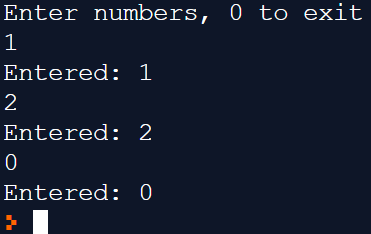 Enter numbers, 0 to exit
1
Entered: 1
2
Entered: 2
0
Entered: 0
>